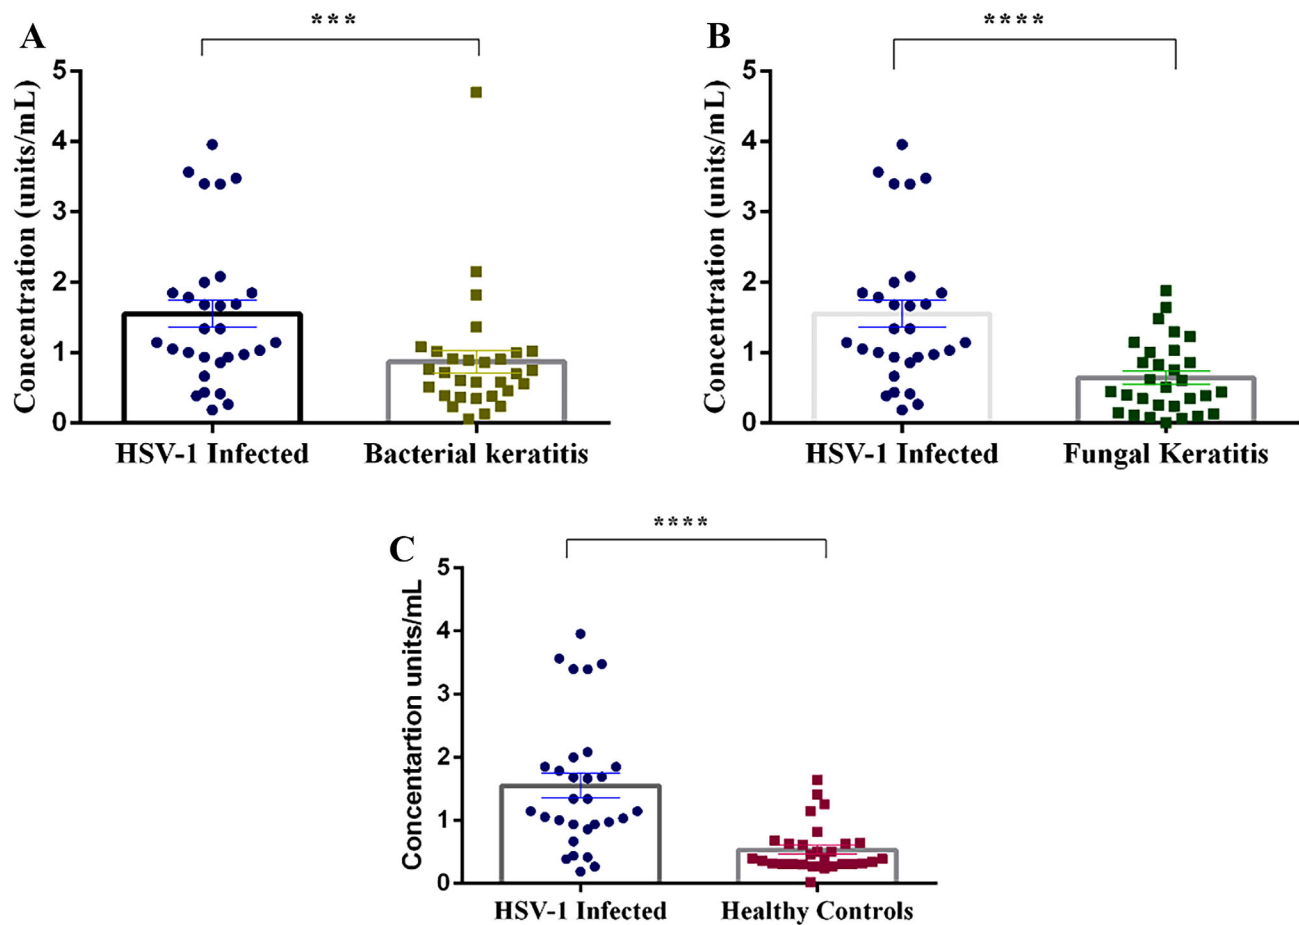 A
***
Concentration (units/mL)
5
4
3
2
1
0
HSV-1 Infected
Bacterial keratitis
B
****
Concentration (units/mL)
5
4
3
2
1
0
HSV-1 Infected
Fungal Keratitis
C
****
Concentartion units/mL
5
4
3
2
1
0
HSV-1 Infected
Healthy Controls